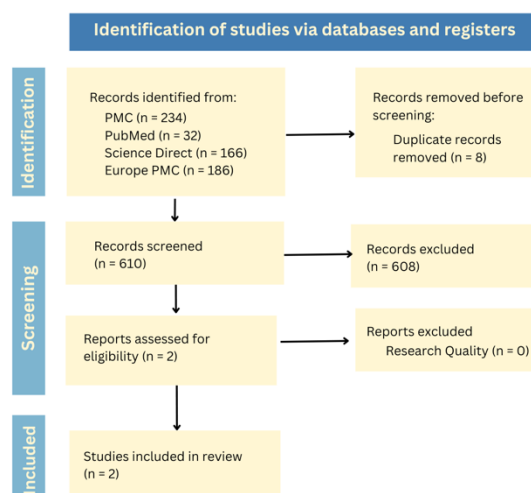 Identification of studies via databases and registers
Identification
Records identified from:
PMC (n = 234)
PubMed (n = 32)
Science Direct (n = 166)
Europe PMC (n = 186)
Records removed before
screening:
Duplicate records
removed (n = 8)
Screening
Records screened
(n = 610)
Records excluded
(n = 608)
Reports assessed for
eligibility (n = 2)
Reports excluded
Research Quality (n = 0)
Included
Studies included in review
(n = 2)